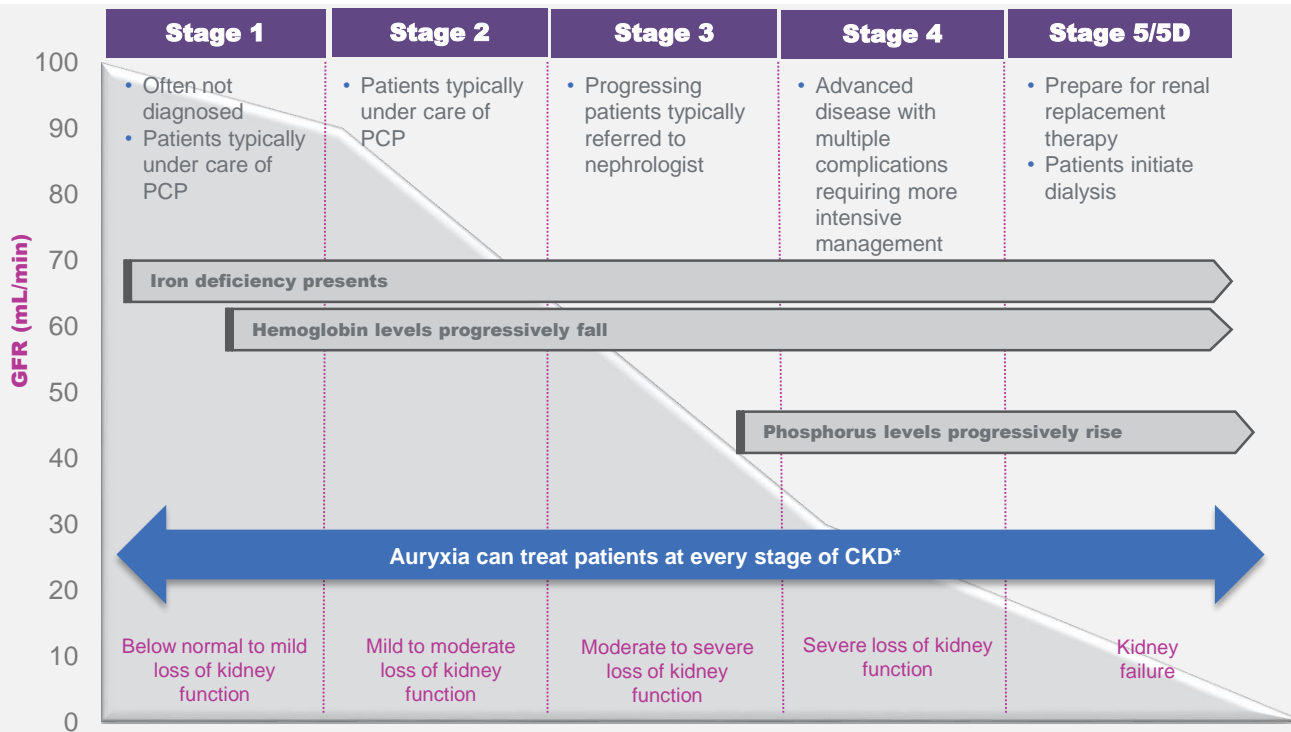 Stage 1
Stage 2
Stage 3
Stage 4
Stage 5/5D
100
90
80
70
60
50
40
30
20
10
0
GFR (mL/min)
• Often not
diagnosed
• Patients typically
under care of
PCP
• Patients typically
under care of
PCP
• Progressing
patients typically
referred to
nephrologist
• Advanced
disease with
multiple
complications
requiring more
intensive
management
• Prepare for renal
replacement
therapy
• Patients initiate
dialysis
Iron deficiency presents
Hemoglobin levels progressively fall
Phosphorus levels progressively rise
Auryxia can treat patients at every stage of CKD*
Below normal to mild
loss of kidney
function
Mild to moderate
loss of kidney
function
Moderate to severe
loss of kidney
function
Severe loss of kidney
function
Kidney
failure